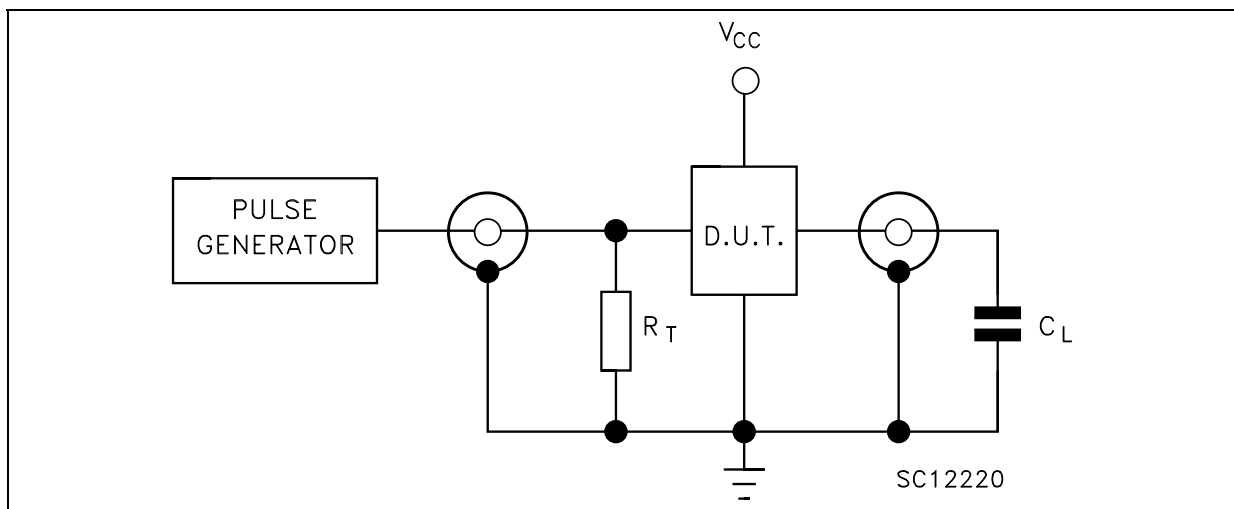 VCC
PULSE
GENERATOR
D.U.T.
RT
CL
SC12220